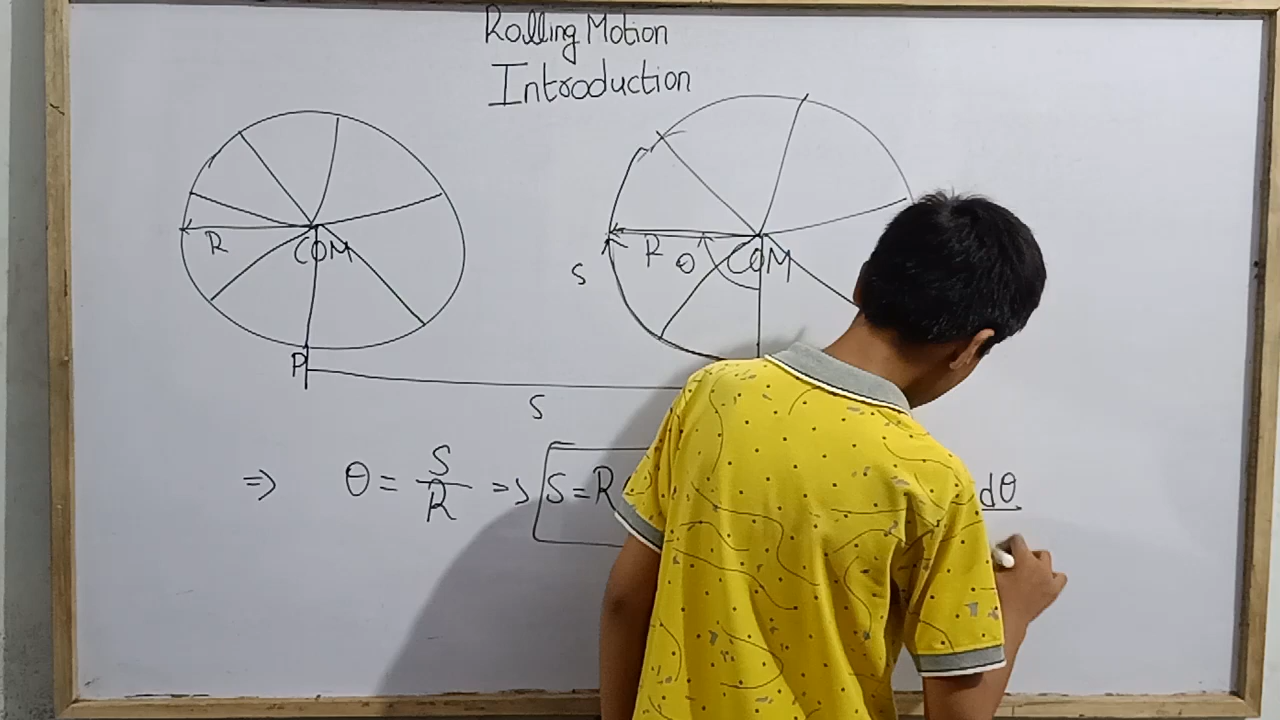 Rolling Motion
Introduction
R
COM
P
R θ COM
S
S
⇒ θ = S/R ⇒ S=R
dθ